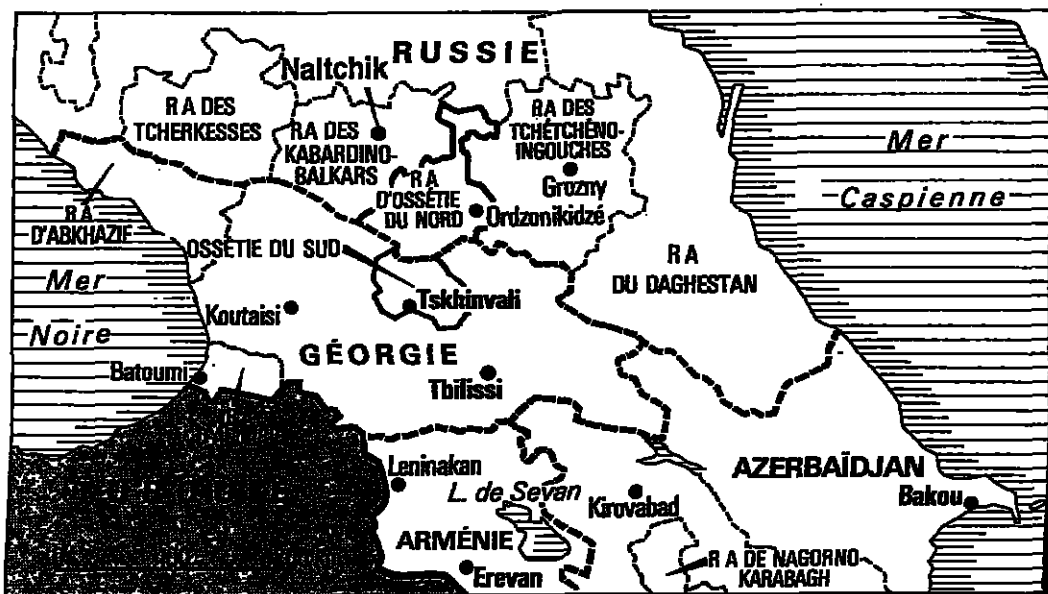 RUSSIE
Naltchik
R A DES
TCHERKESSES
R A DES
KABARDINO-
BALKARS
R A DES
TCHÉTCHÉNO-
INGOUCHES
Grozny
Mer
Caspienne
R A
D'OSSÉTIE
DU NORD
Ordzonikidzé
R A
D'ABKHAZIE
OSSÉTIE DU SUD
R A
DU DAGHESTAN
Mer
Noire
Koutaisi
Tskhinvali
GÉORGIE
Batoumi
Tbilissi
Leninakan
L. de Sevan
Kirovabad
AZERBAÏDJAN
Bakou
ARMÉNIE
Erevan
R A DE NAGORNO
KARABAGH